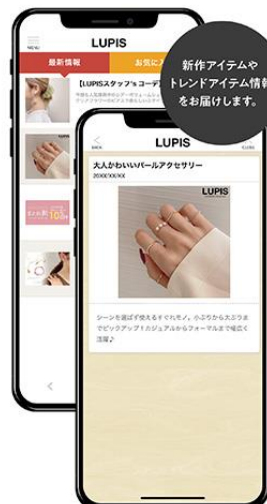 MENU
LUPIS
最新情報
お気に入
新作アイテムや
トレンドアイテム情報
をお届けします。
【LUPISスタッフ's コーデ】
BACK
LUPIS
CLOSE
大人かわいいパールアクセサリー
20XX/XX/XX
LUPIS
シーンを選ばず使えるすぐれモノ。小ぶりから大ぶりま
でピックアップ!カジュアルからフォーマルまで幅広く
活躍♪